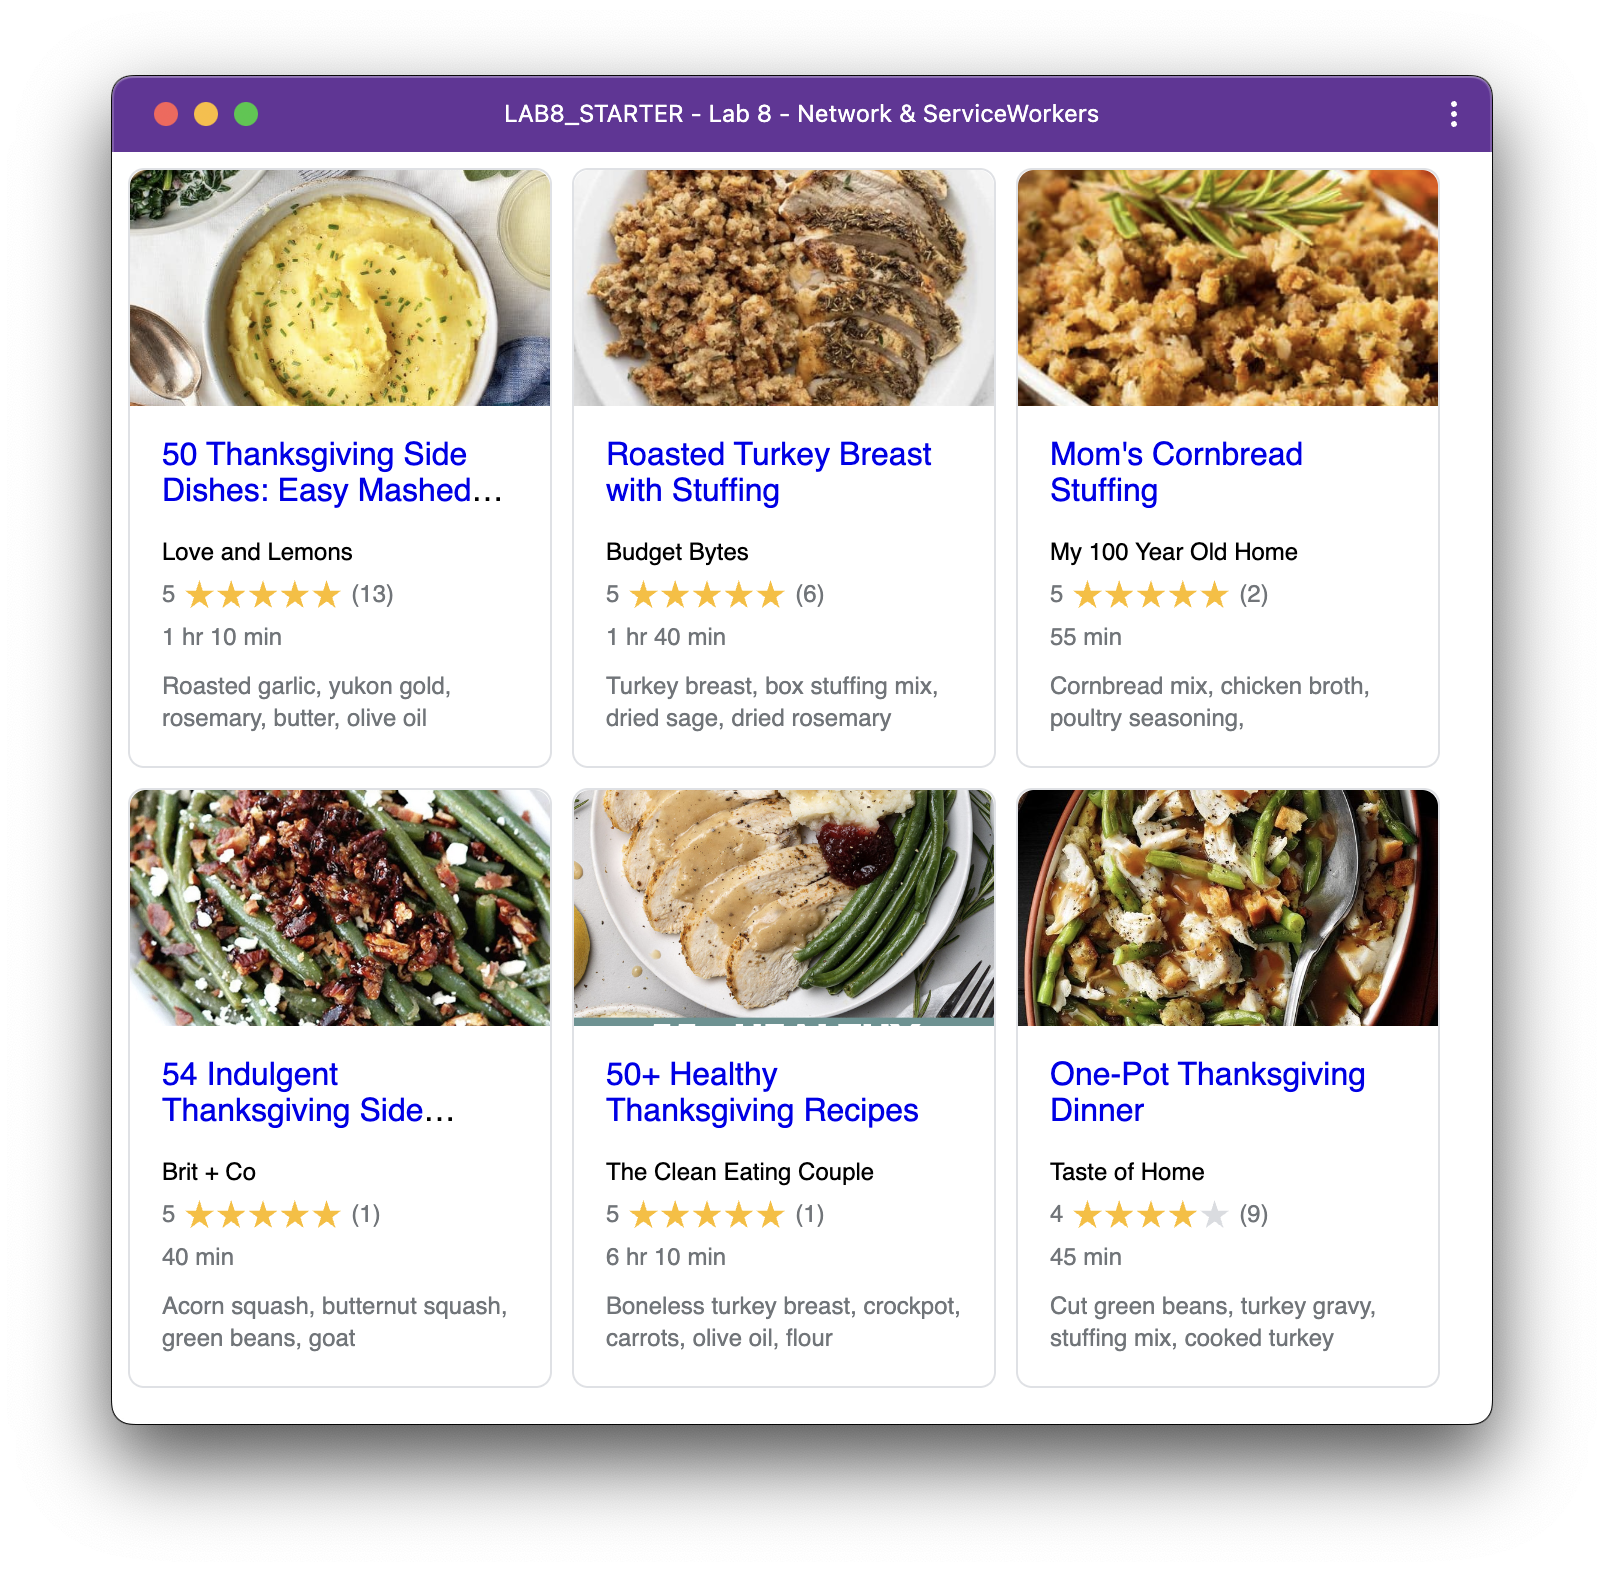 LAB8_STARTER - Lab 8 - Network & ServiceWorkers
50 Thanksgiving Side
Dishes: Easy Mashed...
Love and Lemons
5 ★★★★★ (13)
1 hr 10 min
Roasted garlic, yukon gold,
rosemary, butter, olive oil
Roasted Turkey Breast
with Stuffing
Budget Bytes
5 ★★★★★ (6)
1 hr 40 min
Turkey breast, box stuffing mix,
dried sage, dried rosemary
Mom's Cornbread
Stuffing
My 100 Year Old Home
5 ★★★★★ (2)
55 min
Cornbread mix, chicken broth,
poultry seasoning,
54 Indulgent
Thanksgiving Side...
Brit + Co
5 ★★★★★ (1)
40 min
Acorn squash, butternut squash,
green beans, goat
50+ Healthy
Thanksgiving Recipes
The Clean Eating Couple
5 ★★★★★ (1)
6 hr 10 min
Boneless turkey breast, crockpot,
carrots, olive oil, flour
One-Pot Thanksgiving
Dinner
Taste of Home
4 ★★★★★ (9)
45 min
Cut green beans, turkey gravy,
stuffing mix, cooked turkey